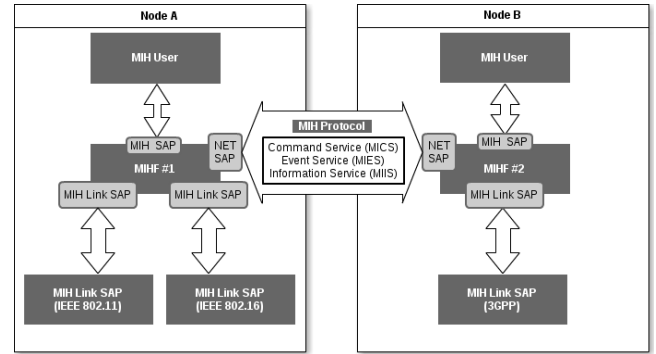 Node A
MIH User
MIH SAP
NET
SAP
MIHF #1
MIH Link SAP
MIH Link SAP
MIH Link SAP
(IEEE 802.11)
MIH Link SAP
(IEEE 802.16)
MIH Protocol
Command Service (MICS)
Event Service (MIES)
Information Service (MIIS)
Node B
MIH User
MIH SAP
NET
SAP
MIHF #2
MIH Link SAP
MIH Link SAP
(3GPP)